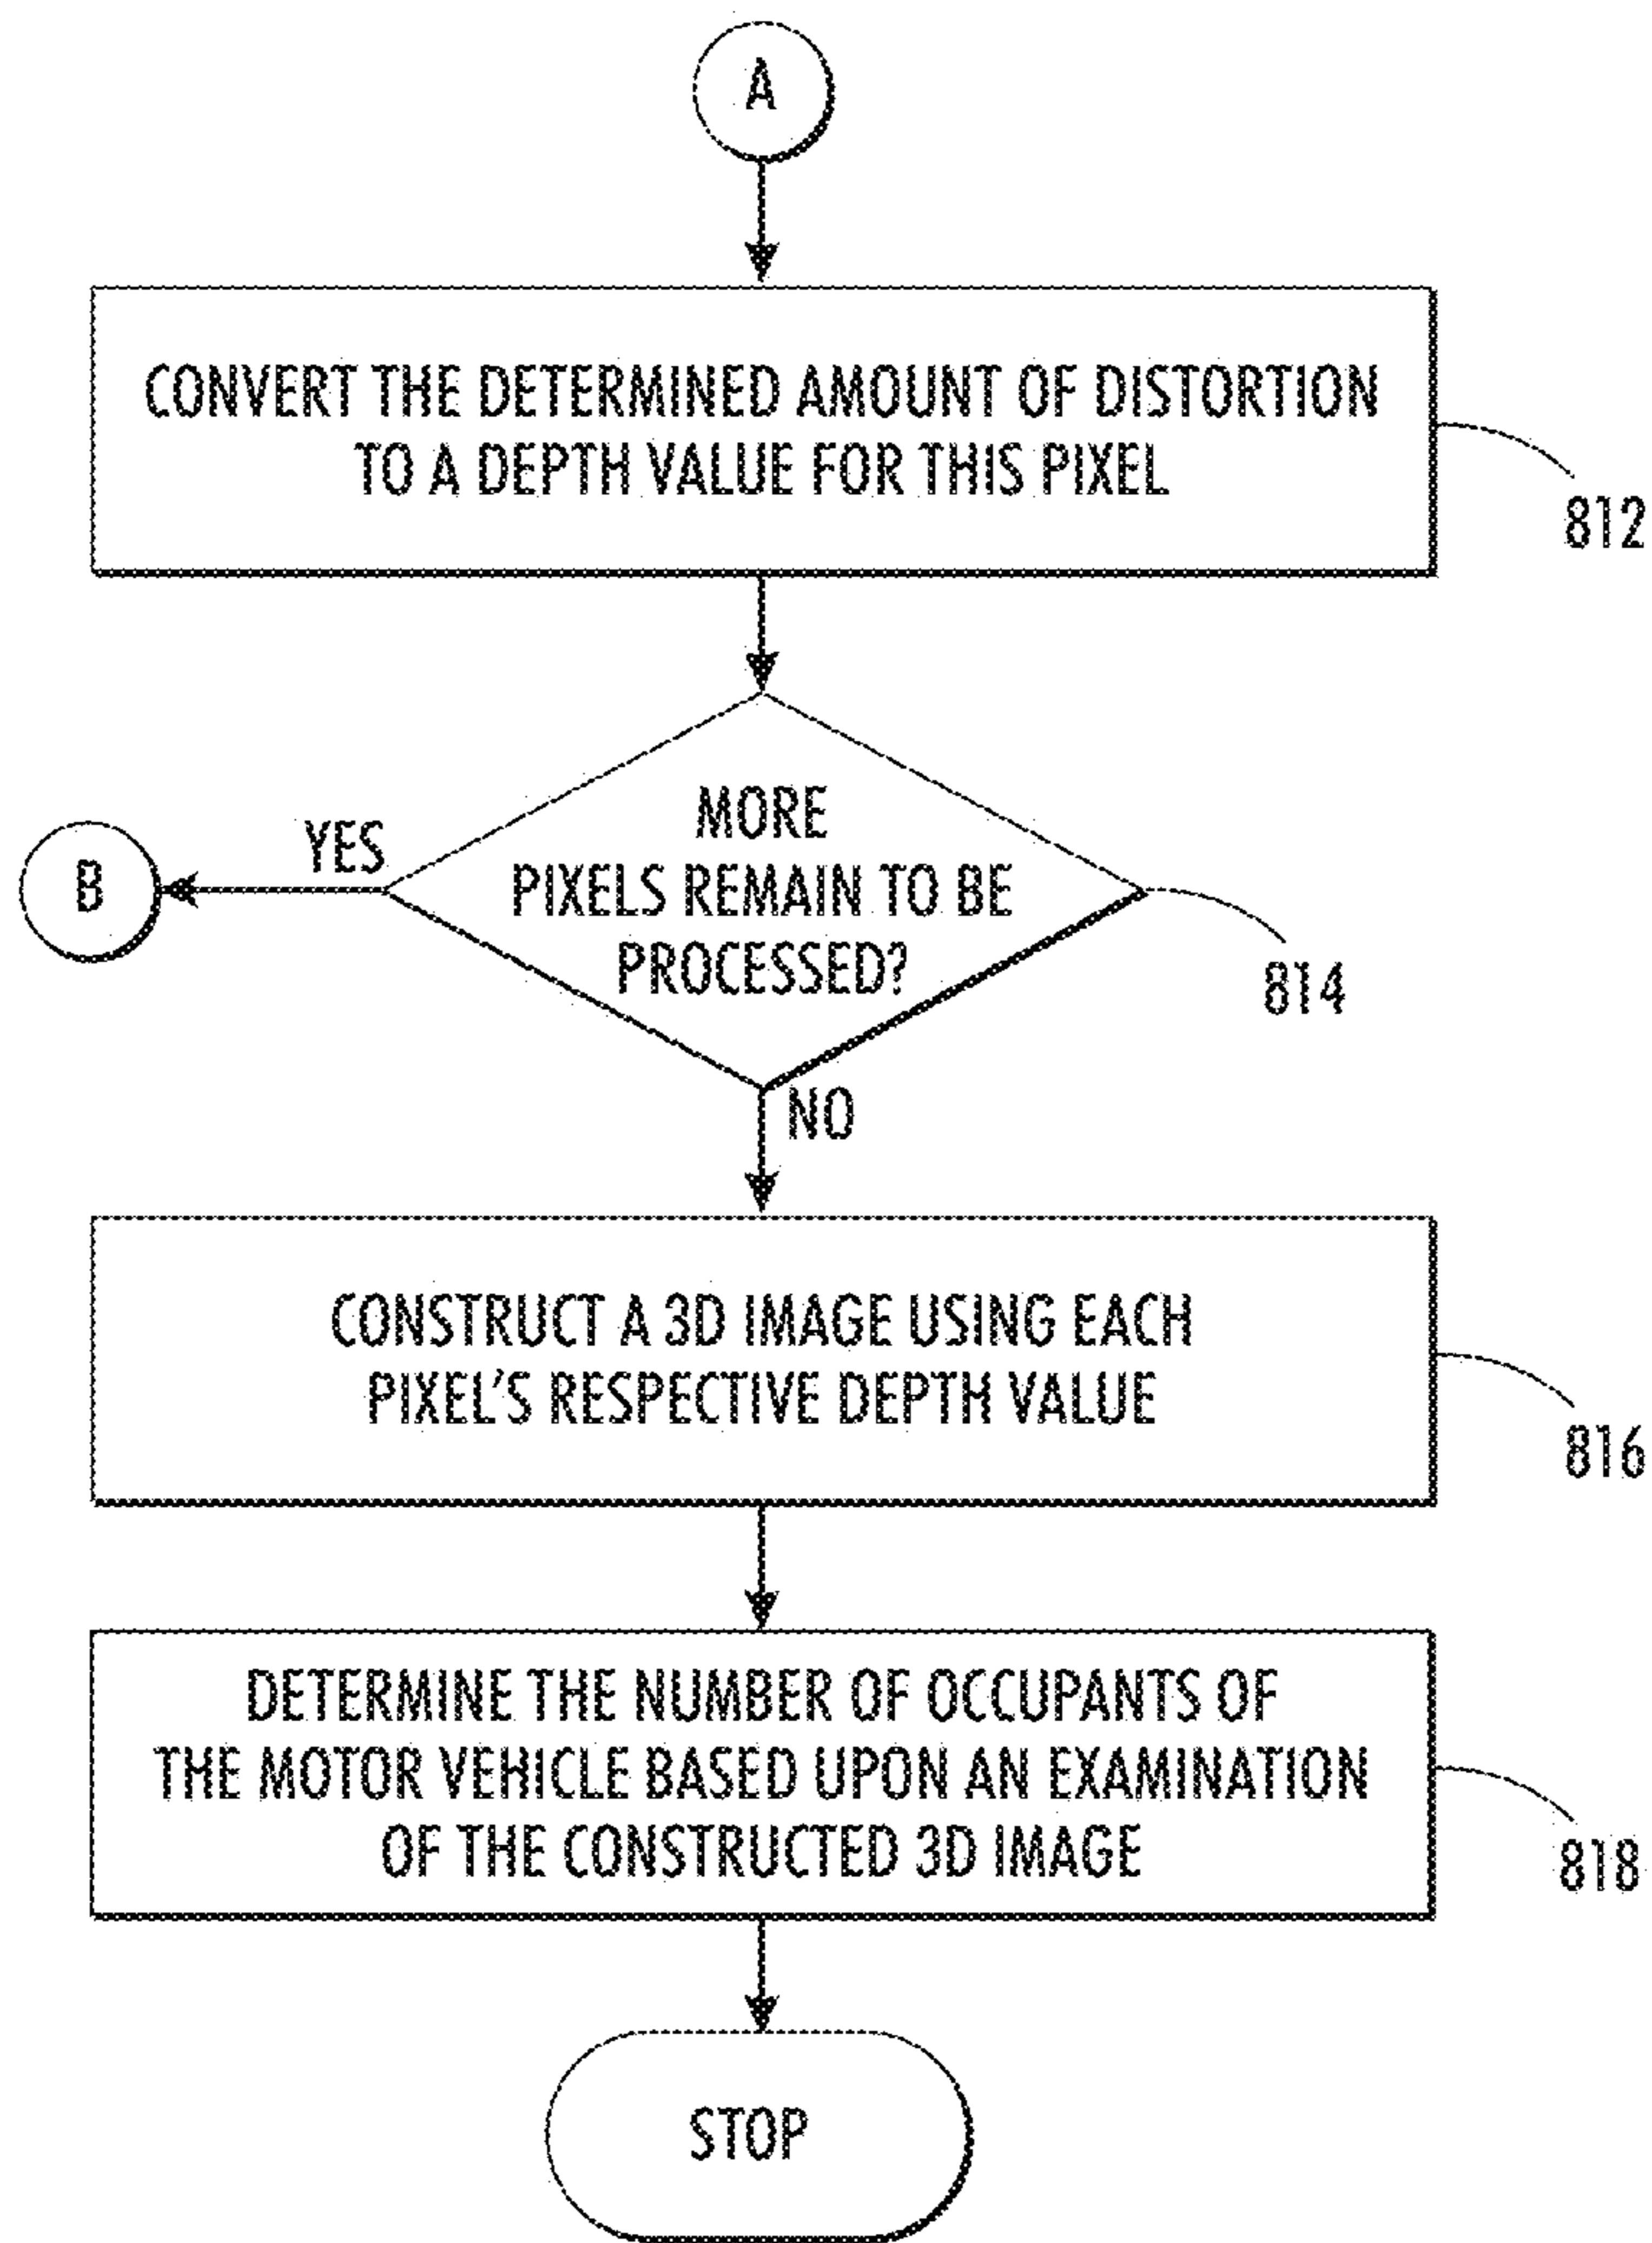 A
CONVERT THE DETERMINED AMOUNT OF DISTORTION
TO A DEPTH VALUE FOR THIS PIXEL
812
MORE
PIXELS REMAIN TO BE
PROCESSED?
YES
B
814
NO
CONSTRUCT A 3D IMAGE USING EACH
PIXEL'S RESPECTIVE DEPTH VALUE
816
DETERMINE THE NUMBER OF OCCUPANTS OF
THE MOTOR VEHICLE BASED UPON AN EXAMINATION
OF THE CONSTRUCTED 3D IMAGE
818
STOP